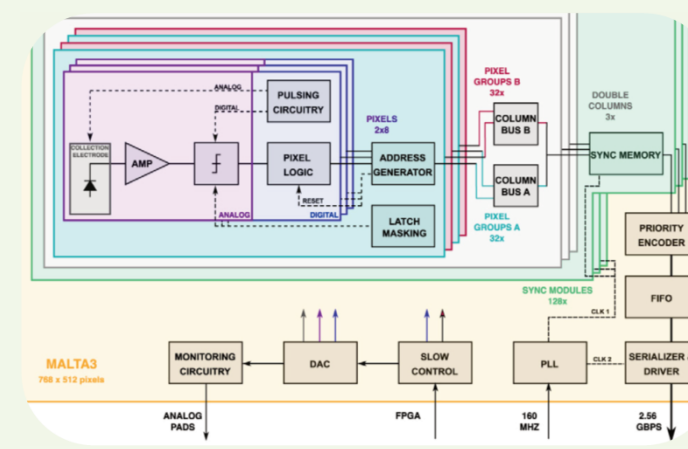 ANALOG
DIGITAL
PULSING
CIRCUITRY
COLLECTION
ELECTRODE
AMP
PIXEL
LOGIC
RESET
ANALOG
DIGITAL
PIXELS
2x8
ADDRESS
GENERATOR
LATCH
MASKING
PIXEL
GROUPS B
32x
COLUMN
BUS B
COLUMN
BUS A
PIXEL
GROUPS A
32x
DOUBLE
COLUMNS
3x
SYNC MEMORY
PRIORITY
ENCODER
SYNC MODULES
128x
FIFO
CLK 1
MALTA3
768 x 512 pixels
MONITORING
CIRCUITRY
DAC
SLOW
CONTROL
PLL
CLK 2
SERIALIZER
DRIVER
ANALOG
PADS
FPGA
160
MHZ
2.56
GBPS